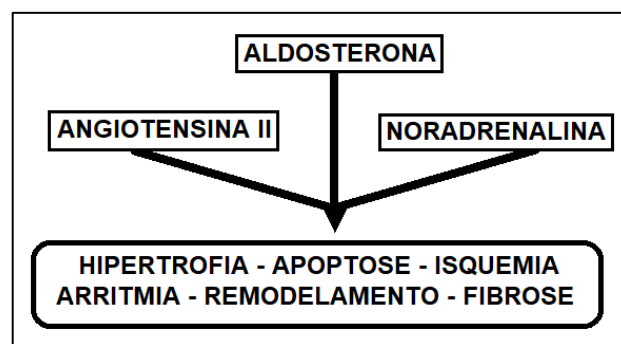 ALDOSTERONA
ANGIOTENSINA II
NORADRENALINA
HIPERTROFIA - APOPTOSE - ISQUEMIA
ARRITMIA - REMODELAMENTO - FIBROSE